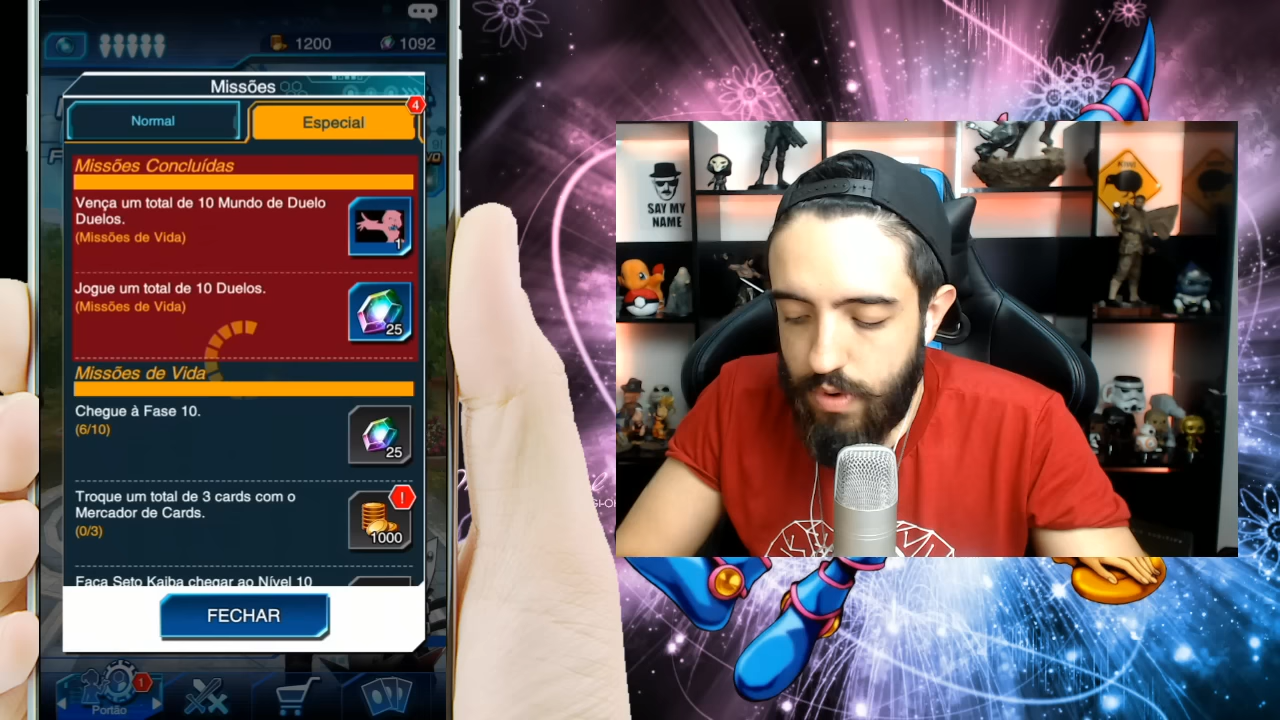 1200
1092
Missões
Normal
Especial
4
Missões Concluídas
Vença um total de 10 Mundo de Duelo
Duelos.
(Missões de Vida)
1
Jogue um total de 10 Duelos.
(Missões de Vida)
25
Missões de Vida
Chegue à Fase 10.
(6/10)
25
Troque um total de 3 cards com o
Mercador de Cards.
(0/3)
!
1000
Faça Seto Kaiba chegar ao Nível 10
FECHAR
Portão
1
SAY MY
NAME